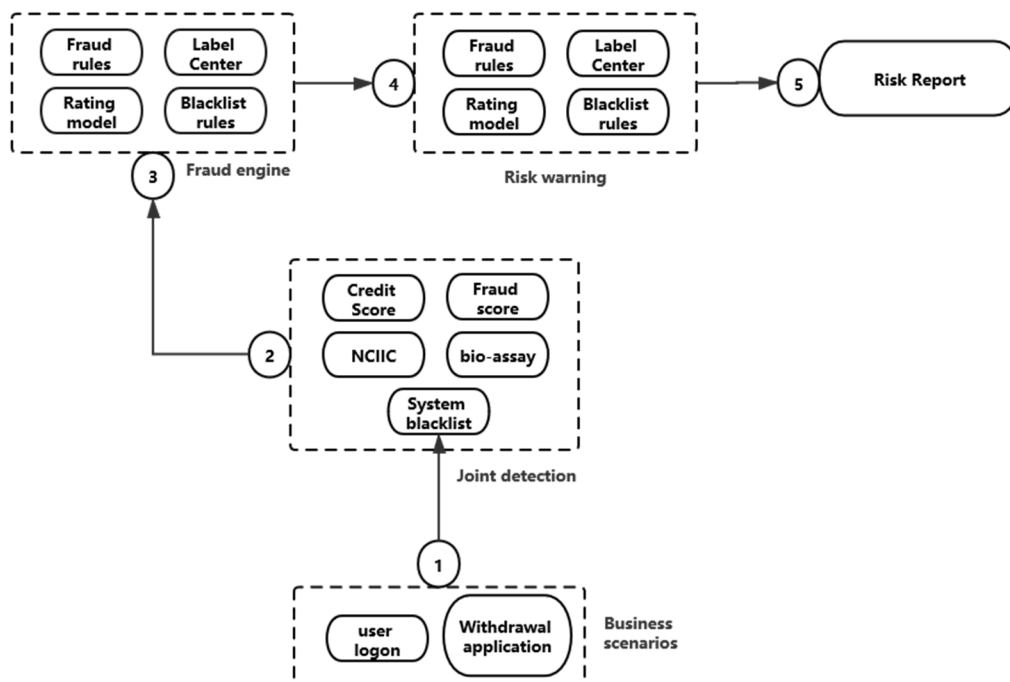 Fraud
rules
Label
Center
Rating
model
Blacklist
rules
3
Fraud engine
4
Fraud
rules
Label
Center
Rating
model
Blacklist
rules
Risk warning
5
Risk Report
2
Credit
Score
Fraud
score
NCIIC
bio-assay
System
blacklist
Joint detection
1
user
logon
Withdrawal
application
Business
scenarios